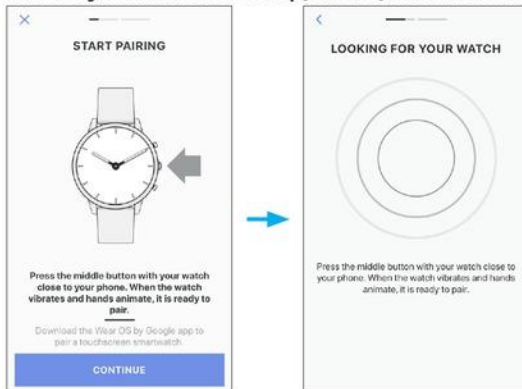 START PAIRING
Press the middle button with your watch
close to your phone. When the watch
vibrates and hands animate, it is ready to
pair.
Download the Wear OS by Google app to
pair a touchscreen smartwatch.
CONTINUE
LOOKING FOR YOUR WATCH
Press the middle button with your watch close to
your phone. When the watch vibrates and hands
animate, it is ready to pair.